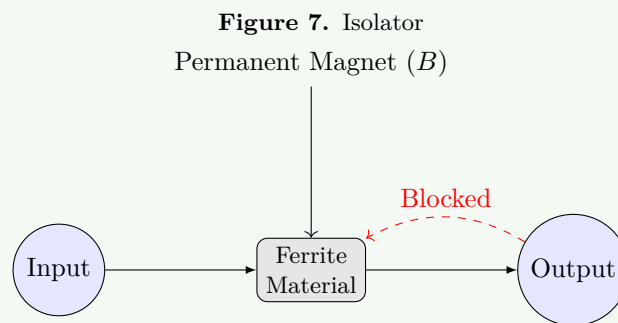 Figure 7. Isolator
Permanent Magnet (B)
Blocked
Input
Ferrite
Material
Output